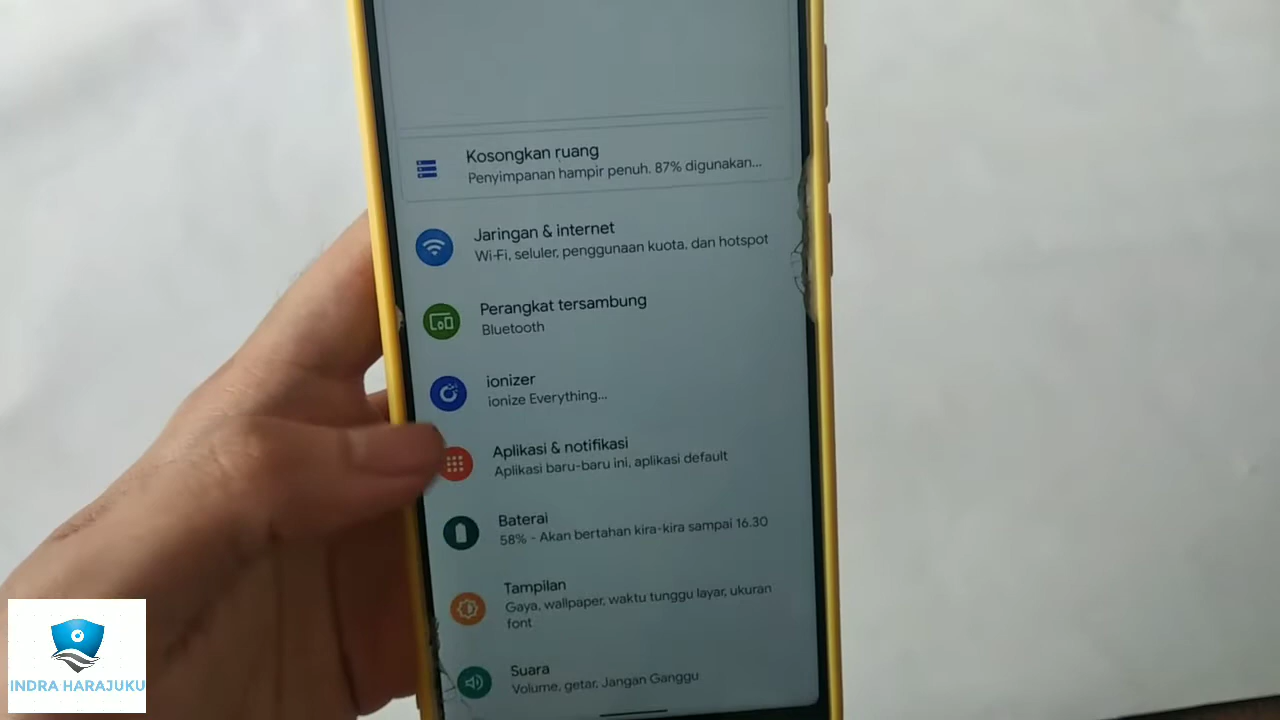 Kosongkan ruang
Penyimpanan hampir penuh. 87% digunakan...
Jaringan & internet
Wi-Fi, seluler, penggunaan kuota, dan hotspot
Perangkat tersambung
Bluetooth
ionizer
ionize Everything...
Aplikasi & notifikasi
Aplikasi baru-baru ini, aplikasi default
Baterai
58% - Akan bertahan kira-kira sampai 16.30
Tampilan
Gaya, wallpaper, waktu tunggu layar, ukuran
font
Suara
Volume, getar, Jangan Ganggu
INDRA HARAJUKU